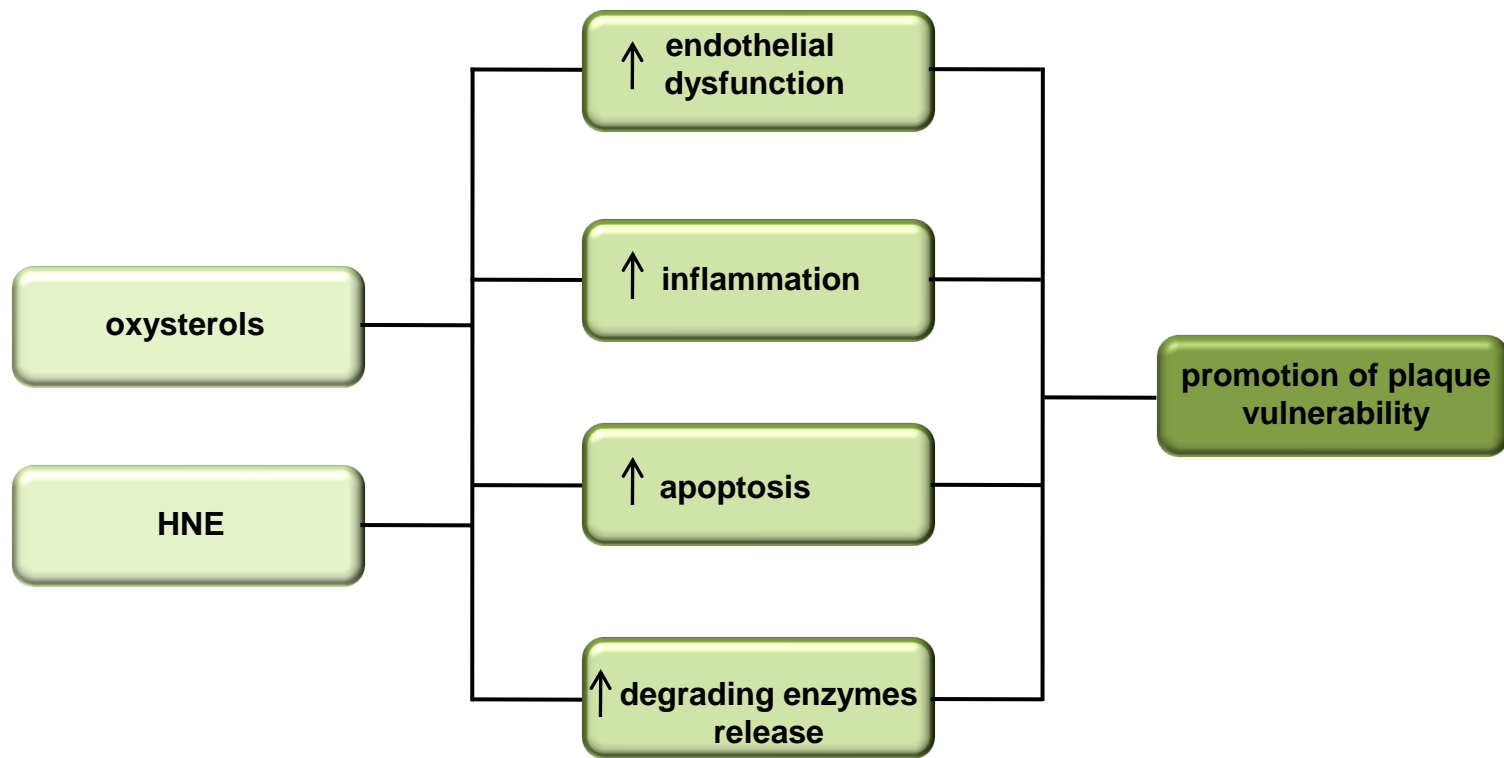 oxysterols
HNE
↑ endothelial
dysfunction
↑ inflammation
↑ apoptosis
↑ degrading enzymes
release
promotion of plaque
vulnerability